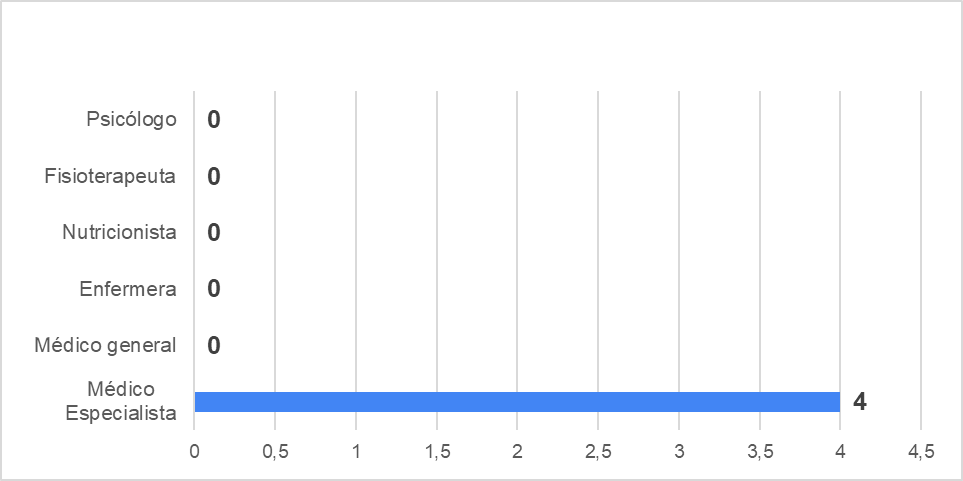 Psicólogo 0
Fisioterapeuta 0
Nutricionista 0
Enfermera 0
Médico general 0
Médico
Especialista 4
0 0,5 1 1,5 2 2,5 3 3,5 4 4,5